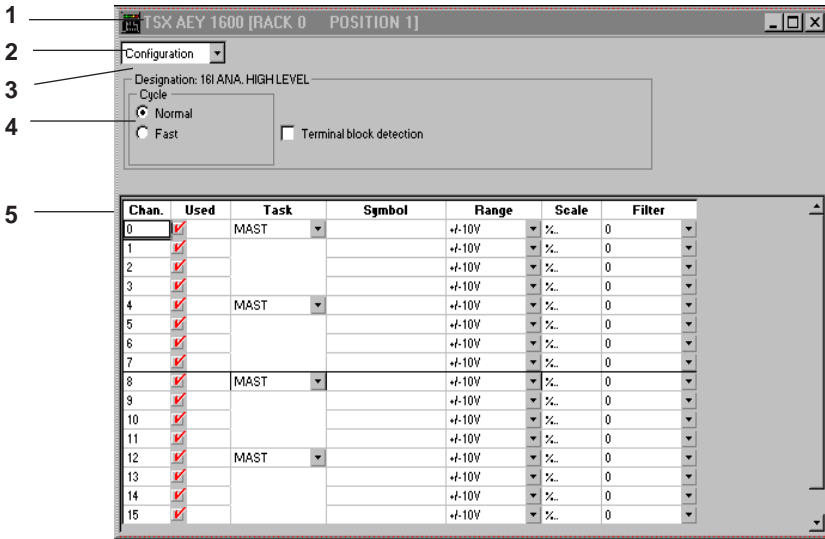 1
TSX AEY 1600 [RACK 0 POSITION 1]
2
Configuration
3
Designation: 16I ANA. HIGH LEVEL
Cycle
4
Normal
Fast
Terminal block detection
5
Chan. Used Task Symbol Range Scale Filter
0 MAST +/-10V %.. 0
1 +/-10V %.. 0
2 +/-10V %.. 0
3 +/-10V %.. 0
4 MAST +/-10V %.. 0
5 +/-10V %.. 0
6 +/-10V %.. 0
7 +/-10V %.. 0
8 MAST +/-10V %.. 0
9 +/-10V %.. 0
10 +/-10V %.. 0
11 +/-10V %.. 0
12 MAST +/-10V %.. 0
13 +/-10V %.. 0
14 +/-10V %.. 0
15 +/-10V %.. 0